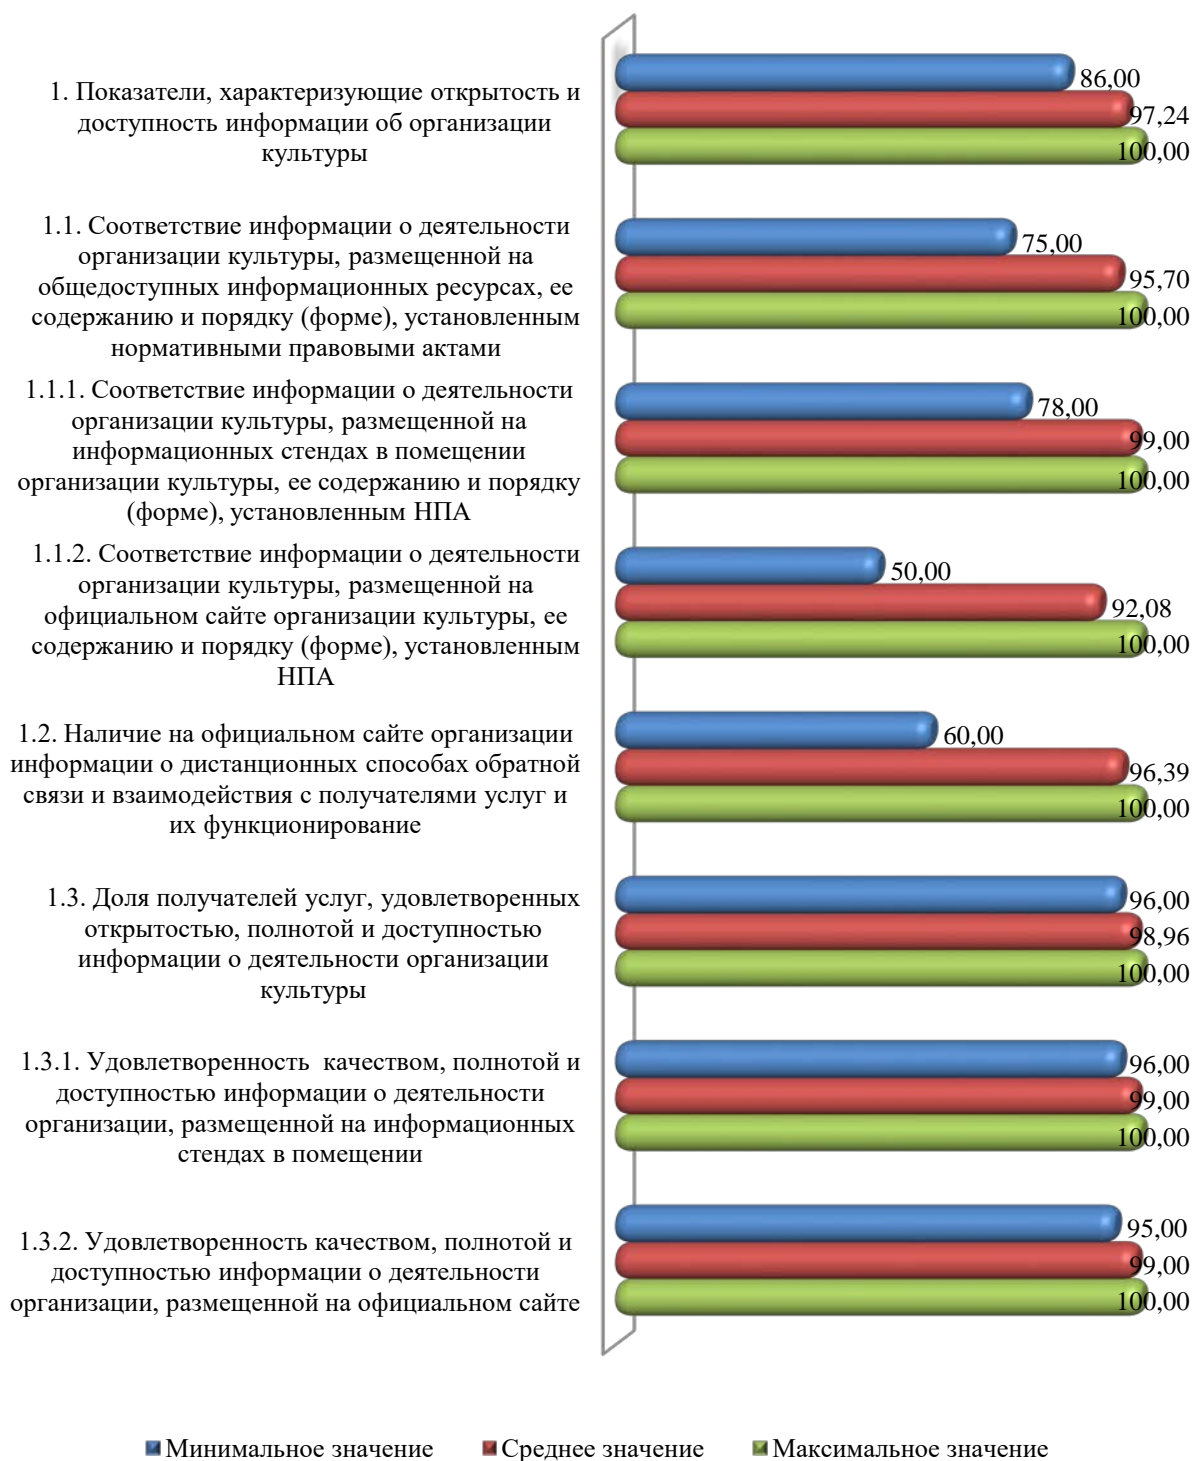 1. Показатели, характеризующие открытость и
доступность информации об организации
культуры
86,00
97,24
100,00
1.1. Соответствие информации о деятельности
организации культуры, размещенной на
общедоступных информационных ресурсах, ее
содержанию и порядку (форме), установленным
нормативными правовыми актами
75,00
95,70
100,00
1.1.1. Соответствие информации о деятельности
организации культуры, размещенной на
информационных стендах в помещении
организации культуры, ее содержанию и порядку
(форме), установленным НПА
78,00
99,00
100,00
1.1.2. Соответствие информации о деятельности
организации культуры, размещенной на
официальном сайте организации культуры, ее
содержанию и порядку (форме), установленным
НПА
50,00
92,08
100,00
1.2. Наличие на официальном сайте организации
информации о дистанционных способах обратной
связи и взаимодействия с получателями услуг и
их функционирование
60,00
96,39
100,00
1.3. Доля получателей услуг, удовлетворенных
открытостью, полнотой и доступностью
информации о деятельности организации
культуры
96,00
98,96
100,00
1.3.1. Удовлетворенность качеством, полнотой и
доступностью информации о деятельности
организации, размещенной на информационных
стендах в помещении
96,00
99,00
100,00
1.3.2. Удовлетворенность качеством, полнотой и
доступностью информации о деятельности
организации, размещенной на официальном сайте
95,00
99,00
100,00
Минимальное значение Среднее значение Максимальное значение